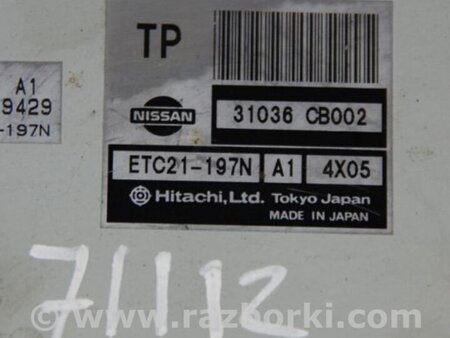 TP
A1
9429
-197N
NISSAN
31036 CB002
ETC21-197N A1 4X05
Hitachi, Ltd. Tokyo Japan
MADE IN JAPAN
71112
www.razborki.com